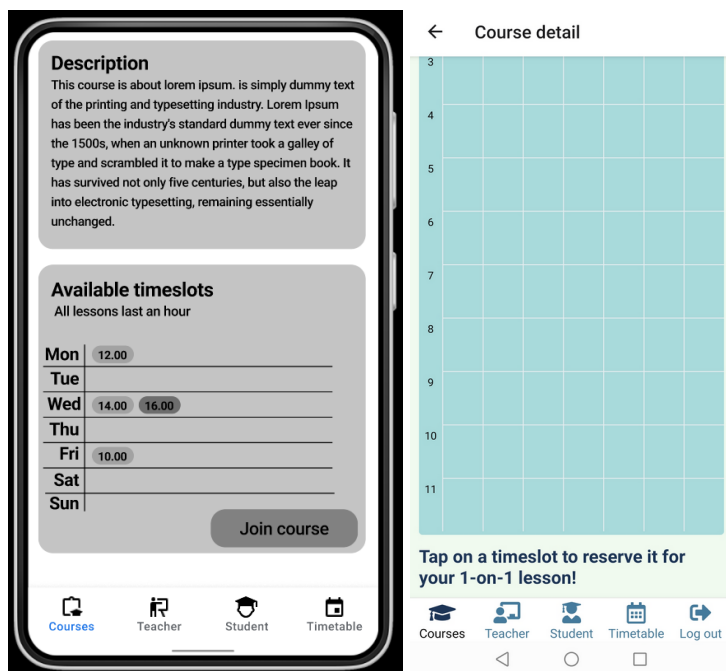 Description
This course is about lorem ipsum. is simply dummy text
of the printing and typesetting industry. Lorem Ipsum
has been the industry's standard dummy text ever since
the 1500s, when an unknown printer took a galley of
type and scrambled it to make a type specimen book. It
has survived not only five centuries, but also the leap
into electronic typesetting, remaining essentially
unchanged.
Available timeslots
All lessons last an hour
Mon 12.00
Tue
Wed 14.00 16.00
Thu
Fri 10.00
Sat
Sun
Join course
Courses Teacher Student Timetable
Course detail
3
4
5
6
7
8
9
10
11
Tap on a timeslot to reserve it for
your 1-on-1 lesson!
Courses Teacher Student Timetable Log out